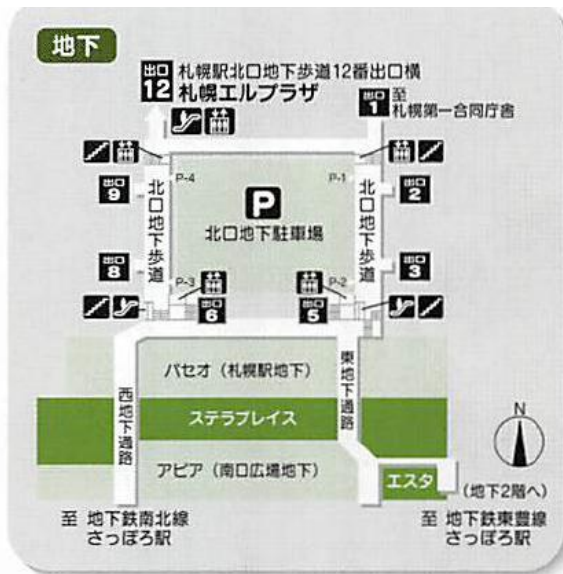 地下
出口
12
札幌駅北口地下歩道12番出口横
札幌エルプラザ
出口
1
至
札幌第一合同庁舎
P-4
P-1
出口
9
出口
2
北口地下歩道
P
北口地下駐車場
北口地下歩道
出口
8
出口
3
P-3
P-2
出口
6
出口
5
パセオ（札幌駅地下）
西地下通路
東地下通路
ステラプレイス
アピア（南口広場地下）
エスタ
N
（地下2階へ）
至 地下鉄南北線
さっぽろ駅
至 地下鉄東豊線
さっぽろ駅